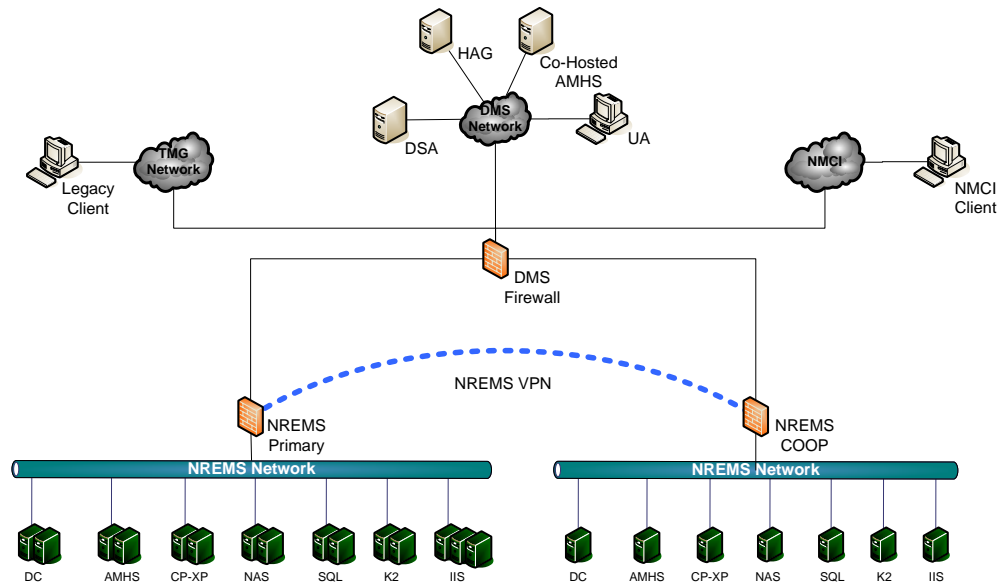 HAG
Co-Hosted
AMHS
DMS
Network
DSA
UA
TMG
Network
Legacy
Client
NMCI
NMCI
Client
DMS
Firewall
NREMS VPN
NREMS
Primary
NREMS
COOP
NREMS Network
NREMS Network
DC
AMHS
CP-XP
NAS
SQL
K2
IIS
DC
AMHS
CP-XP
NAS
SQL
K2
IIS